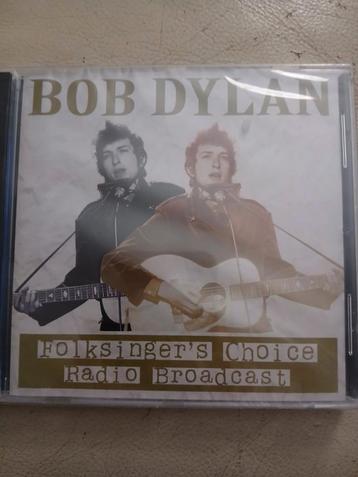 BOB DYLAN
Folksinger's Choice
Radio Broadcast